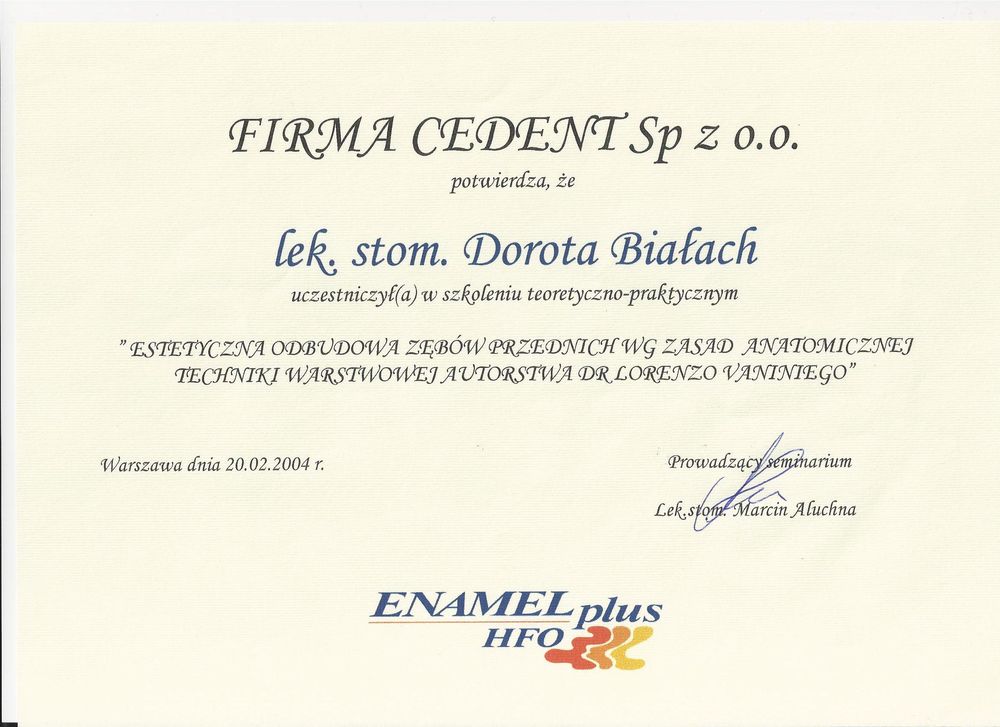 FIRMA CEDENT Sp z o.o.
potwierdza, że
lek. stom. Dorota Białach
uczestniczył(a) w szkoleniu teoretyczno-praktycznym
"ESTETYCZNA ODBUDOWA ZĘBÓW PRZEDNICH WG ZASAD ANATOMICZNEJ
TECHNIKI WARSTWOWEJ AUTORSTWA DR LORENZO VANINIEGO"
Warszawa dnia 20.02.2004 r.
Prowadzący seminarium
Lek.stom. Marcin Aluchna
ENAMEL plus
HFO